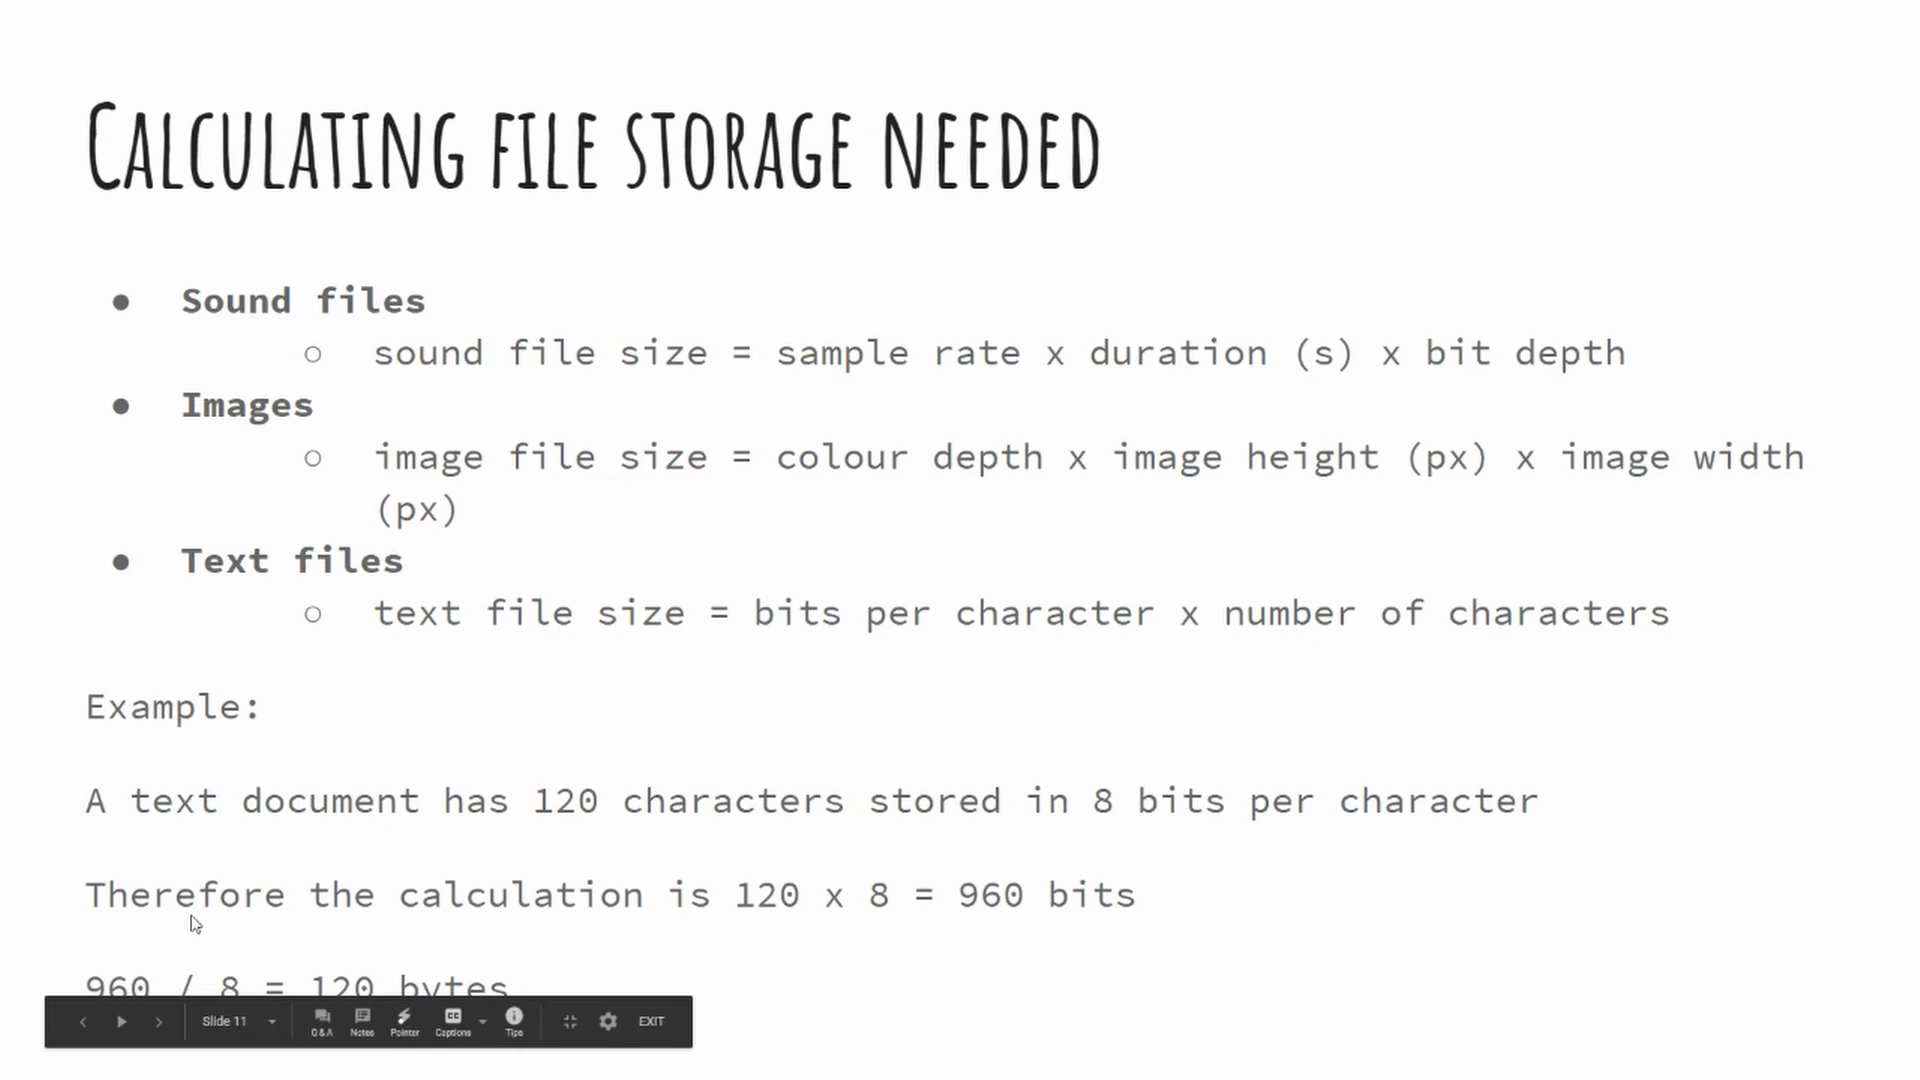 CALCULATING FILE STORAGE NEEDED
● Sound files
○ sound file size = sample rate x duration (s) x bit depth
● Images
○ image file size = colour depth x image height (px) x image width
(px)
● Text files
○ text file size = bits per character x number of characters
Example:
A text document has 120 characters stored in 8 bits per character
Therefore the calculation is 120 x 8 = 960 bits
960 / 8 = 120 bytes
Slide 11 Q&A Notes Pointer Captions Tips EXIT